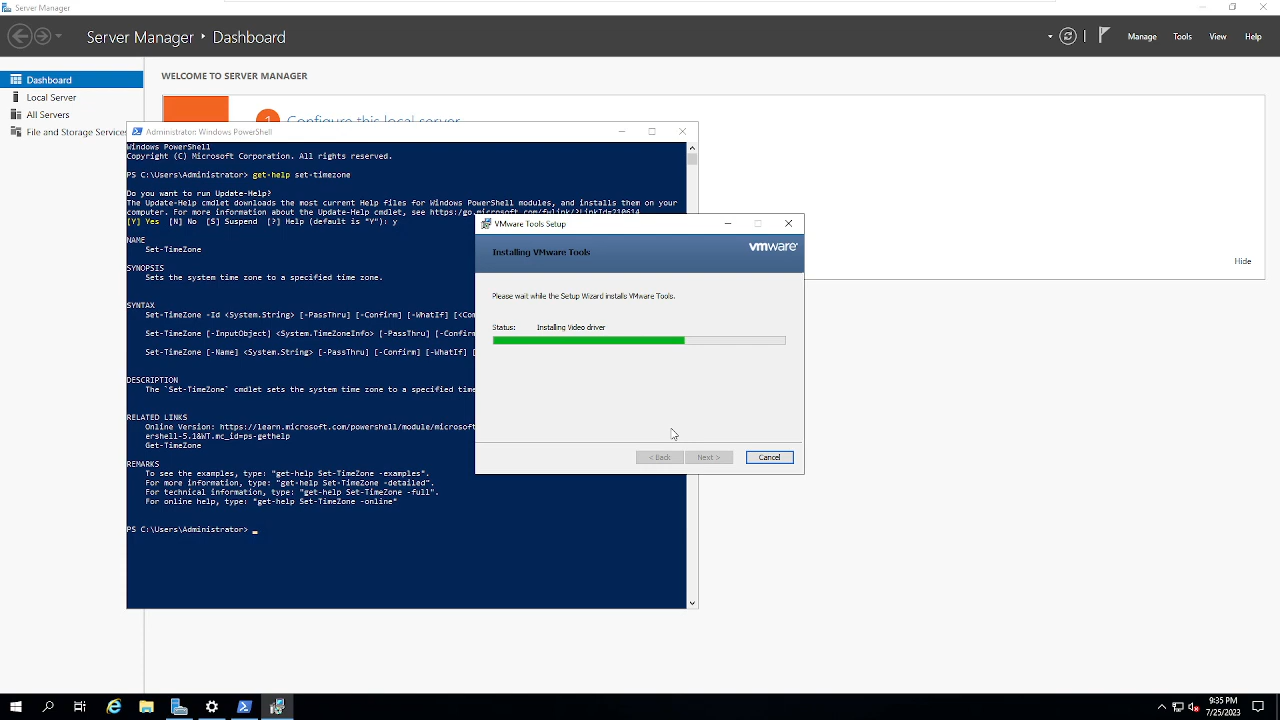 Server Manager
Server Manager • Dashboard
Manage Tools View Help
Dashboard
Local Server
All Servers
File and Storage Services
WELCOME TO SERVER MANAGER
1 Configure this local server
Hide
Administrator: Windows PowerShell
Windows PowerShell
Copyright (C) Microsoft Corporation. All rights reserved.
PS C:\Users\Administrator> get-help set-timezone
Do you want to run Update-Help?
The Update-Help cmdlet downloads the most current Help files for Windows PowerShell modules, and installs them on your
computer. For more information about the Update-Help cmdlet, see https:/go.microsoft.com/fwlink/?LinkId=210614.
[Y] Yes [N] No [S] Suspend [?] Help (default is "Y"): y
NAME
Set-TimeZone
SYNOPSIS
Sets the system time zone to a specified time zone.
SYNTAX
Set-TimeZone -Id <System.String> [-PassThru] [-Confirm] [-WhatIf] [<Com
Set-TimeZone [-InputObject] <System.TimeZoneInfo> [-PassThru] [-Confirm
Set-TimeZone [-Name] <System.String> [-PassThru] [-Confirm] [-WhatIf] [
DESCRIPTION
The `Set-TimeZone` cmdlet sets the system time zone to a specified time
RELATED LINKS
Online Version: https://learn.microsoft.com/powershell/module/microsoft
ershell-5.1&WT.mc_id=ps-gethelp
Get-TimeZone
REMARKS
To see the examples, type: "get-help Set-TimeZone -examples".
For more information, type: "get-help Set-TimeZone -detailed".
For technical information, type: "get-help Set-TimeZone -full".
For online help, type: "get-help Set-TimeZone -online"
PS C:\Users\Administrator> _
VMware Tools Setup
Installing VMware Tools
vmware
Please wait while the Setup Wizard installs VMware Tools.
Status: Installing Video driver
< Back Next > Cancel
9:35 PM
7/25/2023